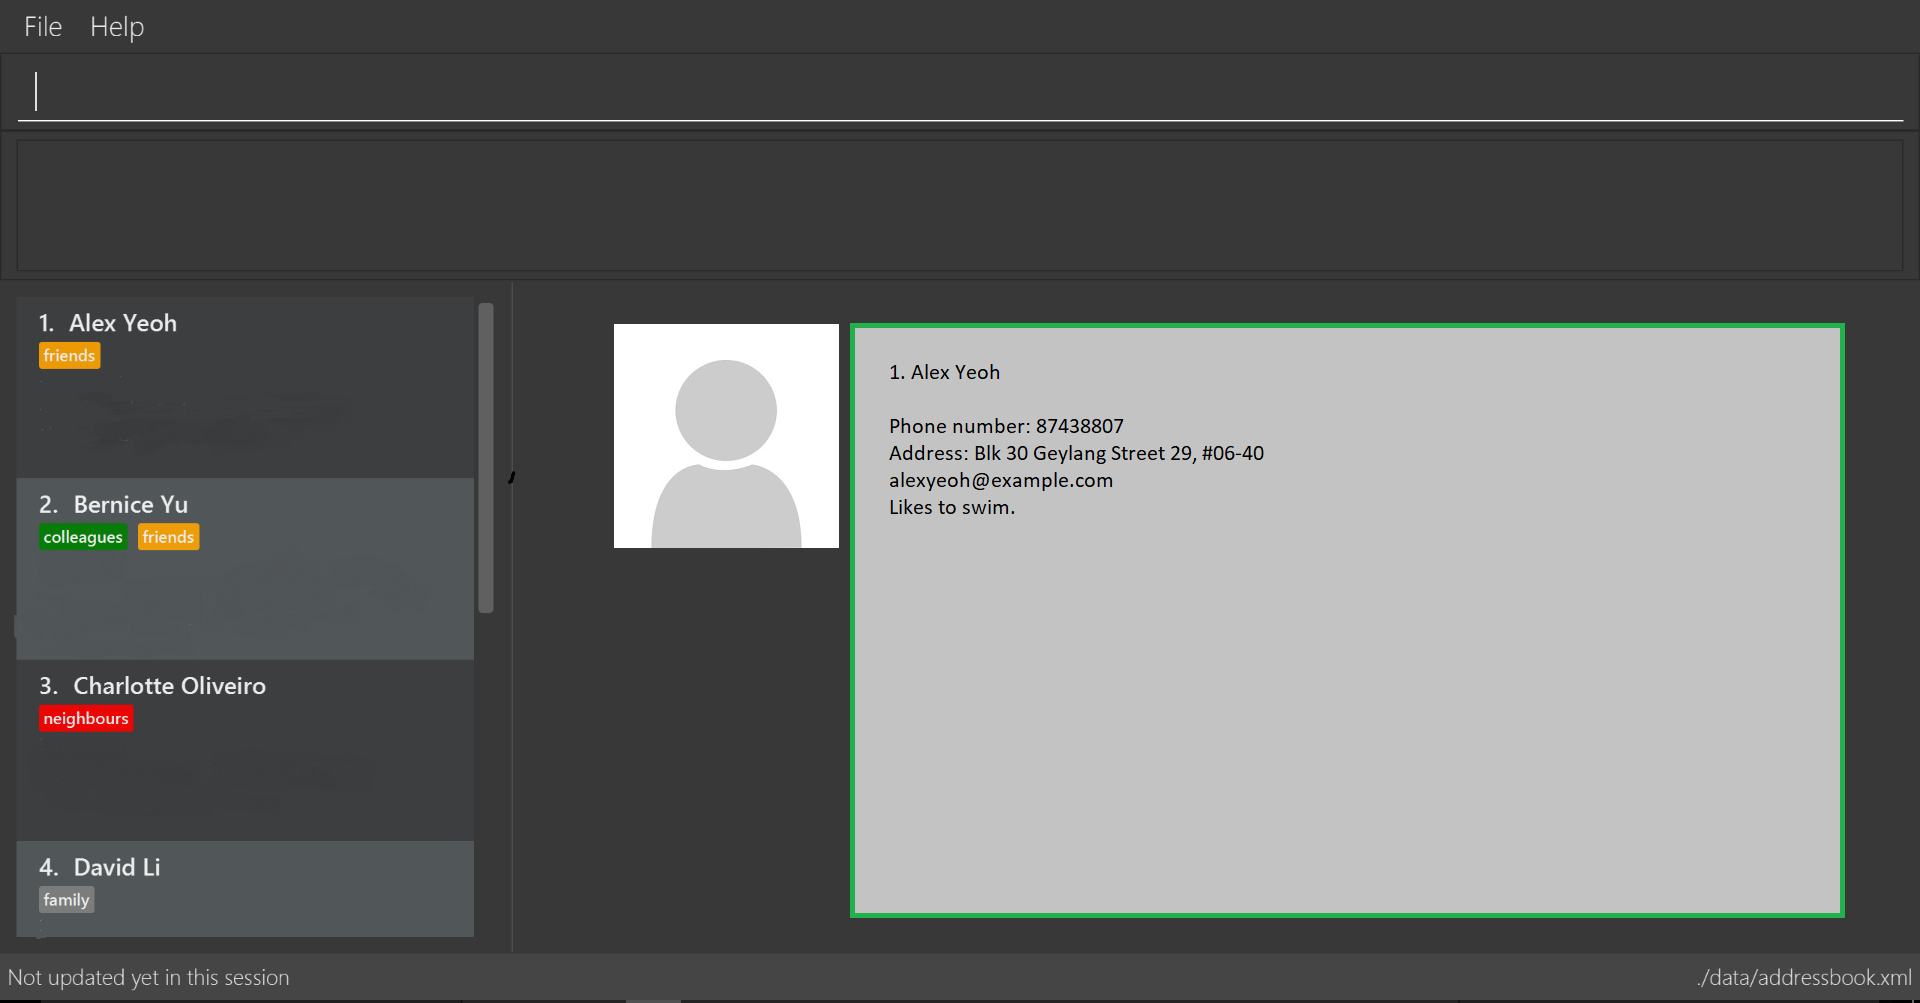 File Help
1. Alex Yeoh
friends
2. Bernice Yu
colleagues friends
3. Charlotte Oliveiro
neighbours
4. David Li
family
1. Alex Yeoh
Phone number: 87438807
Address: Blk 30 Geylang Street 29, #06-40
alexyeoh@example.com
Likes to swim.
Not updated yet in this session
./data/addressbook.xml